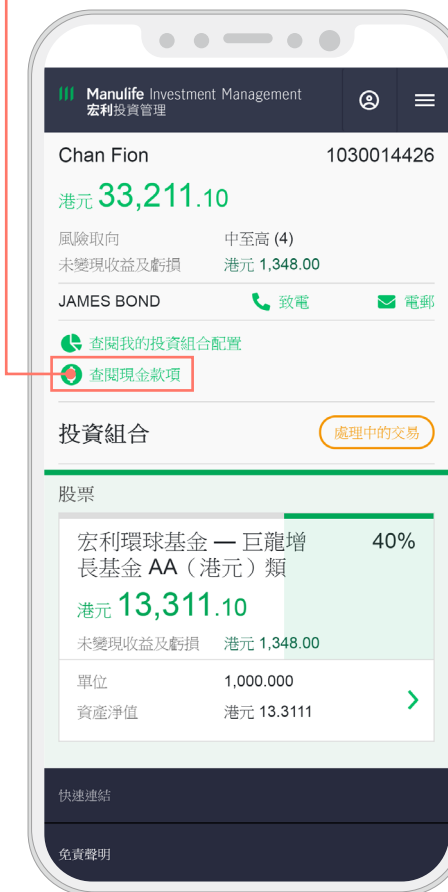 Manulife Investment Management
宏利投資管理
Chan Fion 1030014426
港元 33,211.10
風險取向 中至高 (4)
未變現收益及虧損 港元 1,348.00
JAMES BOND 致電 電郵
查閱我的投資組合配置
查閱現金款項
投資組合 處理中的交易
股票
宏利環球基金 — 巨龍增 40%
長基金 AA（港元）類
港元 13,311.10
未變現收益及虧損 港元 1,348.00
單位 1,000.000
資產淨值 港元 13.3111
快速連結
免責聲明